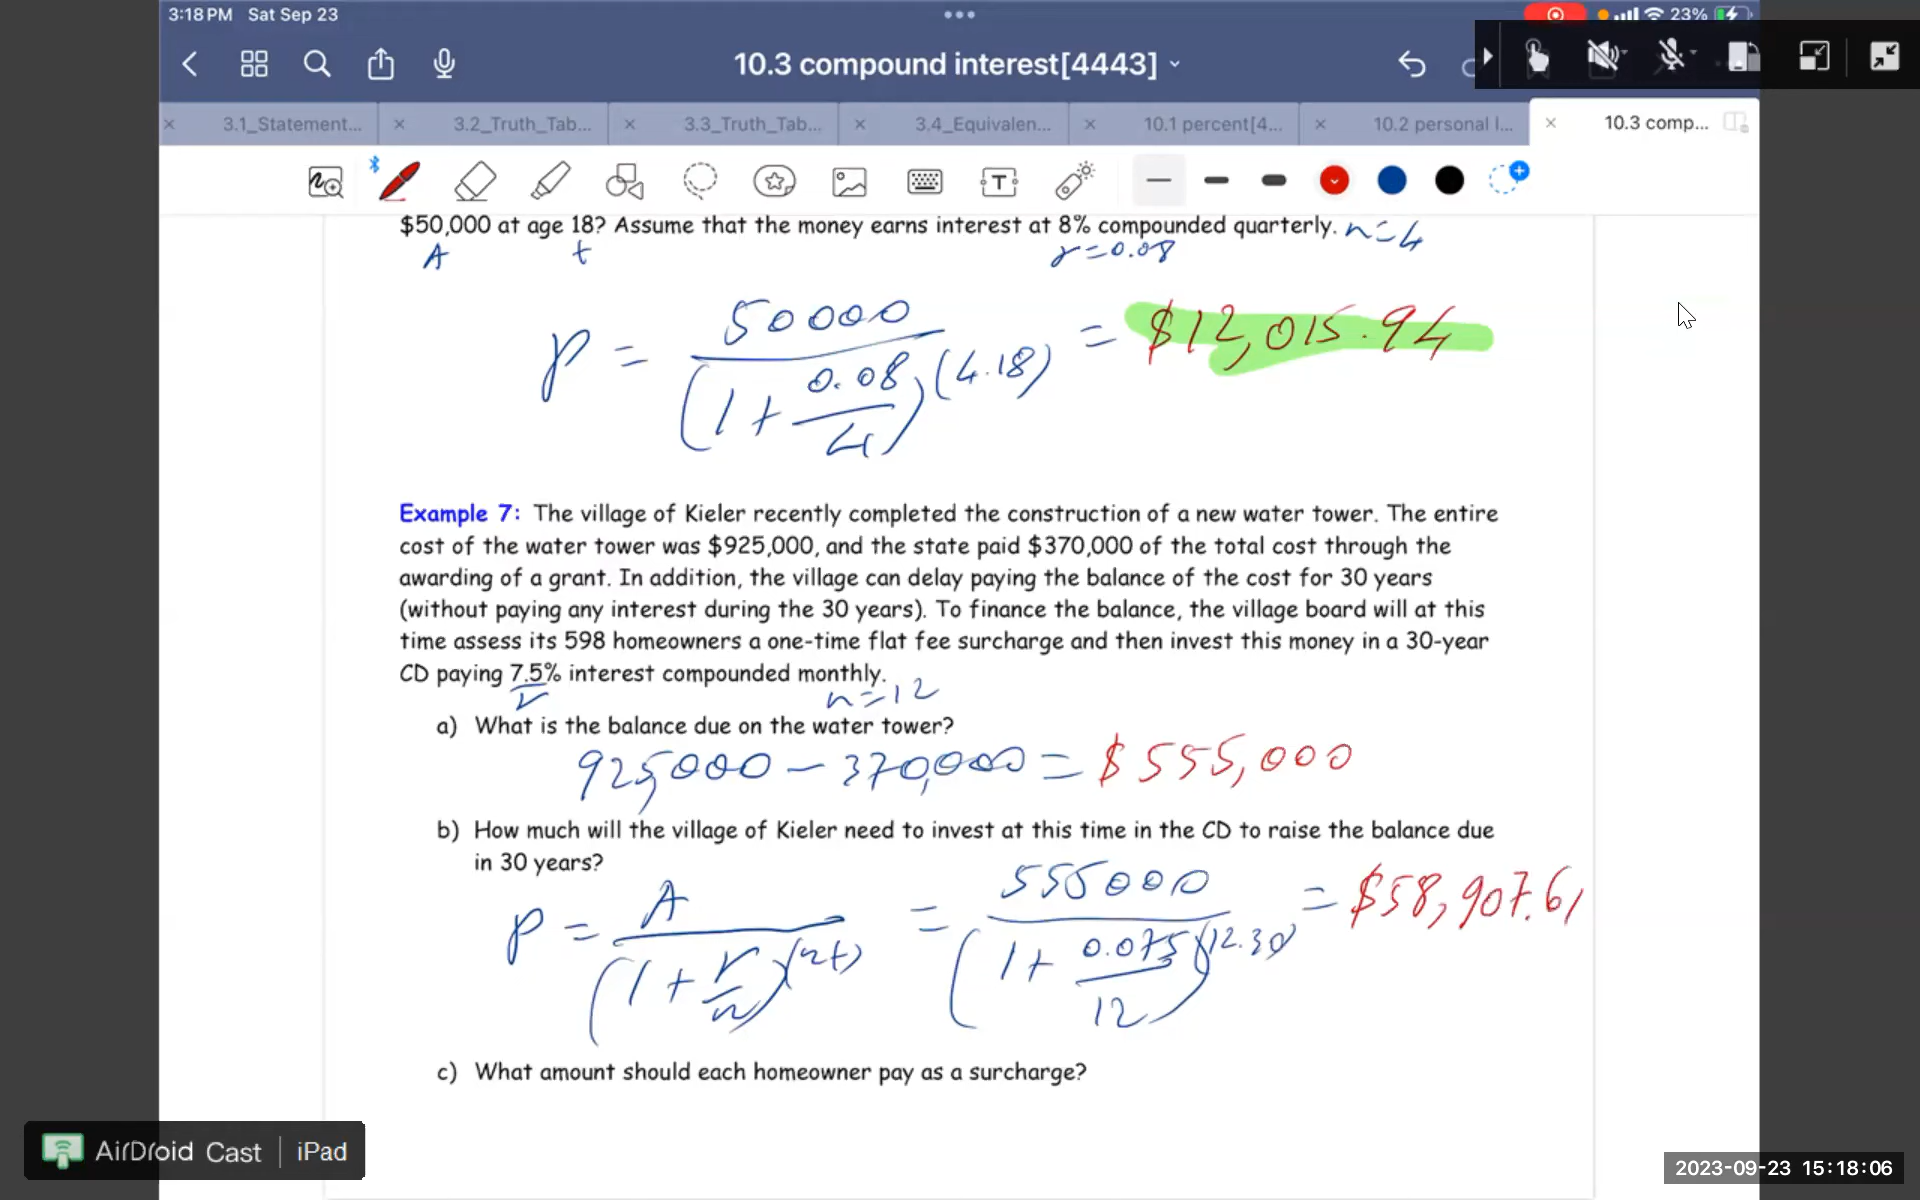 3:18 PM Sat Sep 23
23%
10.3 compound interest[4443]
3.1_Statement...
3.2_Truth_Tab...
3.3_Truth_Tab...
3.4_Equivalen...
10.1 percent[4...
10.2 personal l...
10.3 comp...
$50,000 at age 18? Assume that the money earns interest at 8% compounded quarterly. n=4
A t r=0.08
P = 50000 / (1 + 0.08/4)^(4·18) = $12,015.94
Example 7: The village of Kieler recently completed the construction of a new water tower. The entire
cost of the water tower was $925,000, and the state paid $370,000 of the total cost through the
awarding of a grant. In addition, the village can delay paying the balance of the cost for 30 years
(without paying any interest during the 30 years). To finance the balance, the village board will at this
time assess its 598 homeowners a one-time flat fee surcharge and then invest this money in a 30-year
CD paying 7.5% interest compounded monthly.
r n=12
a) What is the balance due on the water tower?
925,000 - 370,000 = $555,000
b) How much will the village of Kieler need to invest at this time in the CD to raise the balance due
in 30 years?
P = A / (1 + r/n)^(nt) = 555000 / (1 + 0.075/12)^(12·30) = $58,907.61
c) What amount should each homeowner pay as a surcharge?
AirDroid Cast | iPad
2023-09-23 15:18:06